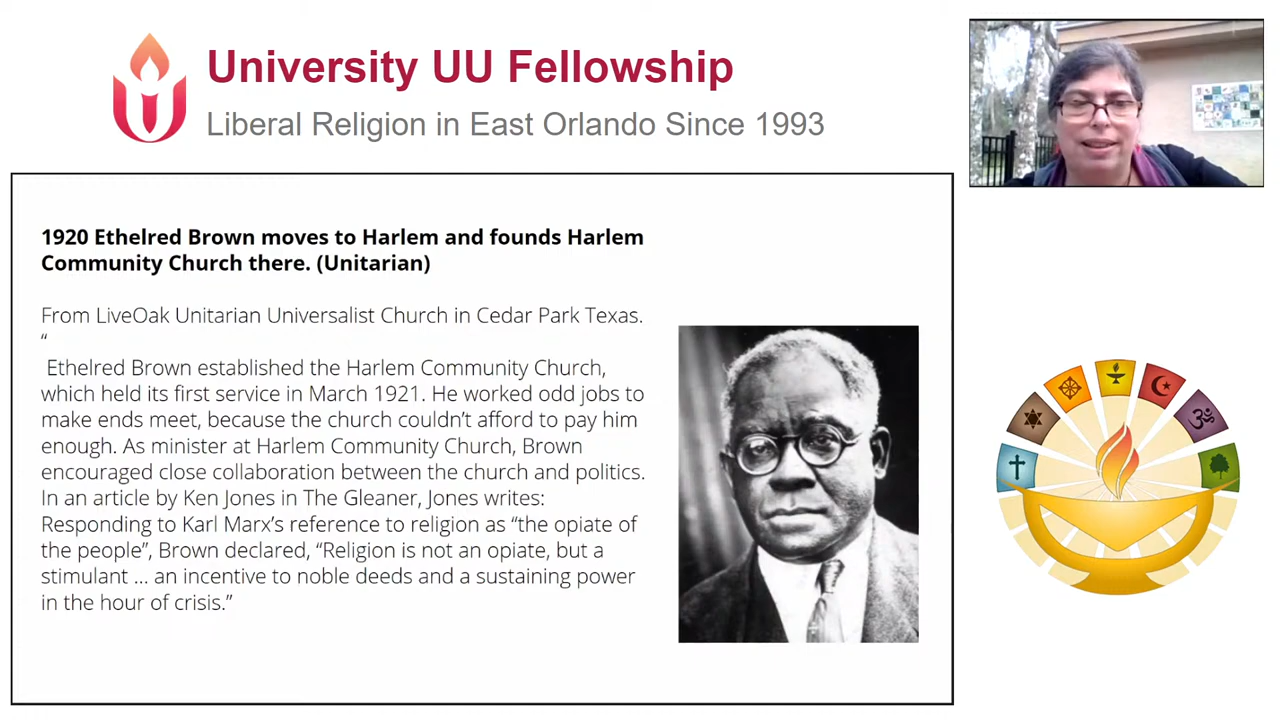 University UU Fellowship
Liberal Religion in East Orlando Since 1993
1920 Ethelred Brown moves to Harlem and founds Harlem
Community Church there. (Unitarian)
From LiveOak Unitarian Universalist Church in Cedar Park Texas.
“
Ethelred Brown established the Harlem Community Church,
which held its first service in March 1921. He worked odd jobs to
make ends meet, because the church couldn’t afford to pay him
enough. As minister at Harlem Community Church, Brown
encouraged close collaboration between the church and politics.
In an article by Ken Jones in The Gleaner, Jones writes:
Responding to Karl Marx’s reference to religion as “the opiate of
the people”, Brown declared, “Religion is not an opiate, but a
stimulant ... an incentive to noble deeds and a sustaining power
in the hour of crisis.”